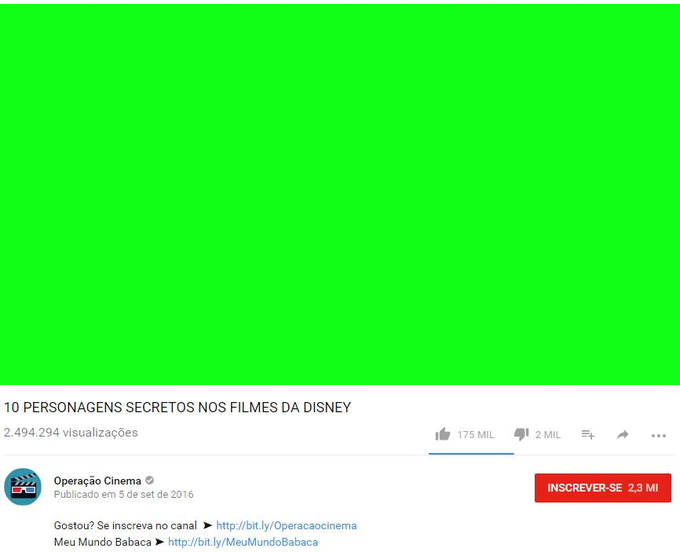 10 PERSONAGENS SECRETOS NOS FILMES DA DISNEY
2.494.294 visualizações
175 MIL 2 MIL
Operação Cinema
Publicado em 5 de set de 2016
INSCREVER-SE 2,3 MI
Gostou? Se inscreva no canal ➤ http://bit.ly/Operacaocinema
Meu Mundo Babaca ➤ http://bit.ly/MeuMundoBabaca